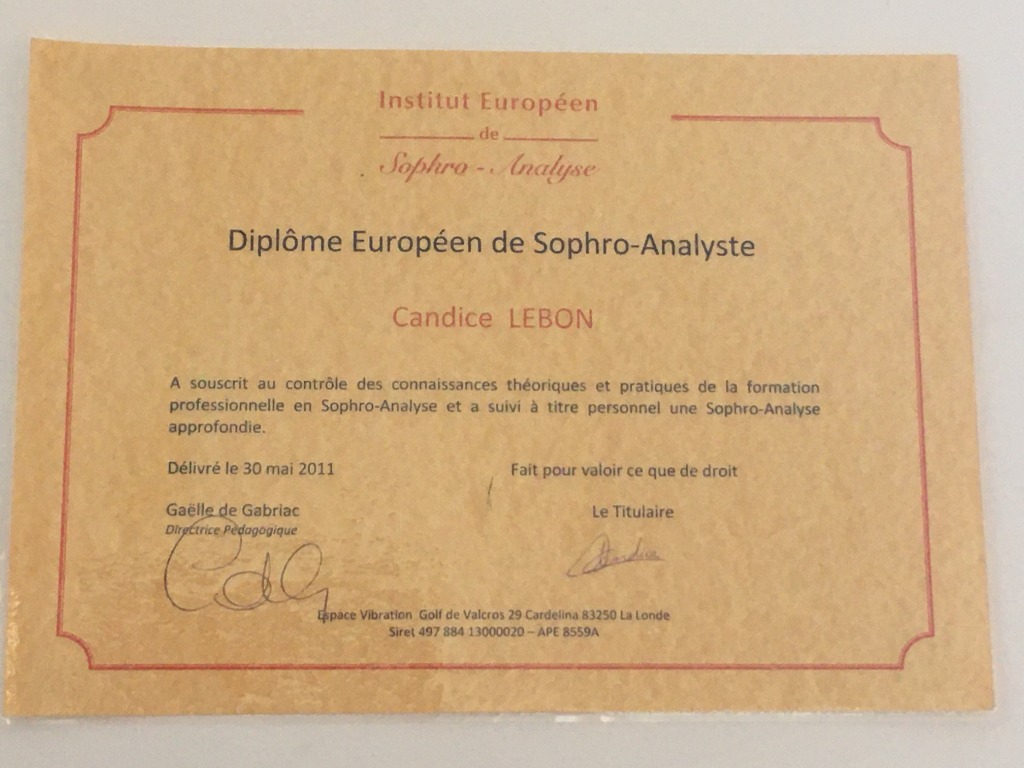 Institut Européen
de
Sophro - Analyse
Diplôme Européen de Sophro-Analyste
Candice LEBON
A souscrit au contrôle des connaissances théoriques et pratiques de la formation
professionnelle en Sophro-Analyse et a suivi à titre personnel une Sophro-Analyse
approfondie.
Délivré le 30 mai 2011
Fait pour valoir ce que de droit
Gaëlle de Gabriac
Le Titulaire
Directrice Pédagogique
Candice
Espace Vibration Golf de Valcros 29 Cardelina 83250 La Londe
Siret 497 884 13000020 – APE 8559A